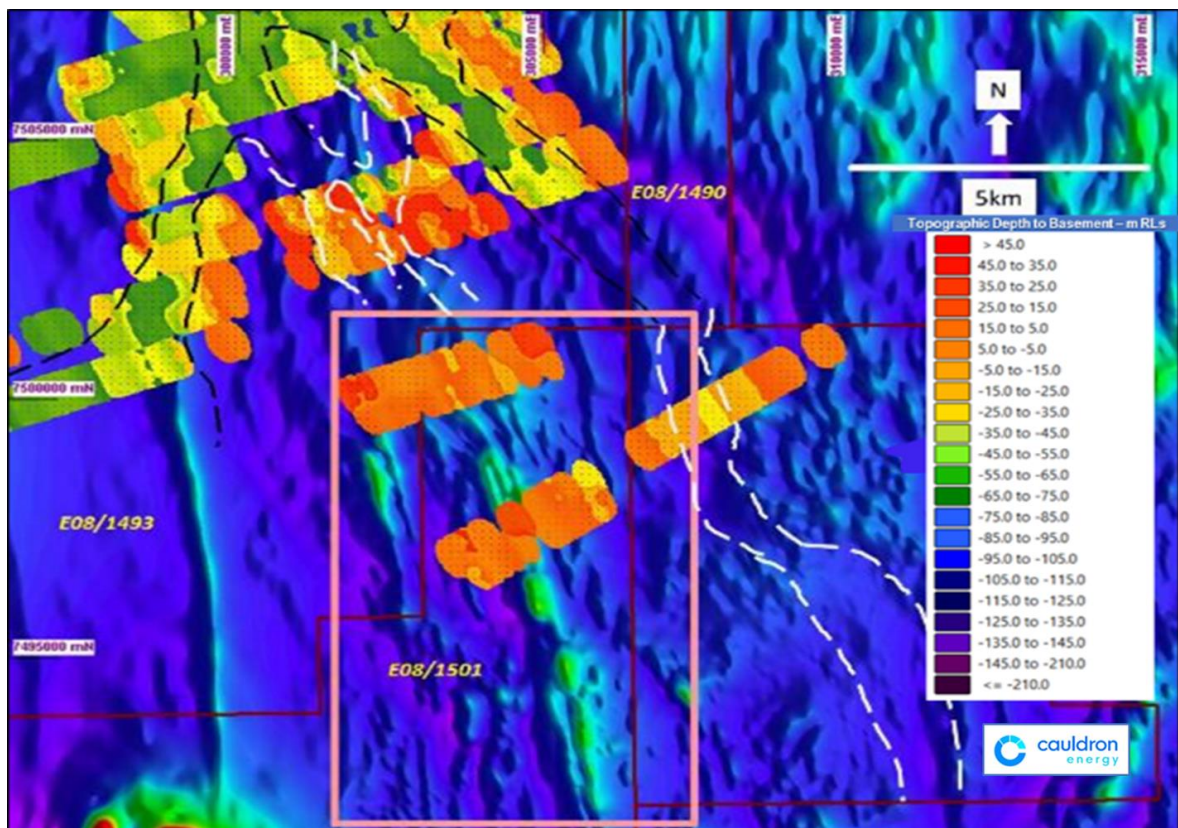 300000 mE
305000 mE
310000 mE
315000 mE
7505000 mN
N
5km
E08/1490
Topographic Depth to Basement – m RLs
> 45.0
45.0 to 35.0
35.0 to 25.0
25.0 to 15.0
15.0 to 5.0
5.0 to -5.0
-5.0 to -15.0
-15.0 to -25.0
-25.0 to -35.0
-35.0 to -45.0
-45.0 to -55.0
-55.0 to -65.0
-65.0 to -75.0
-75.0 to -85.0
-85.0 to -95.0
-95.0 to -105.0
-105.0 to -115.0
-115.0 to -125.0
-125.0 to -135.0
-135.0 to -145.0
-145.0 to -210.0
<= -210.0
7500000 mN
E08/1493
7495000 mN
E08/1501
cauldron
energy